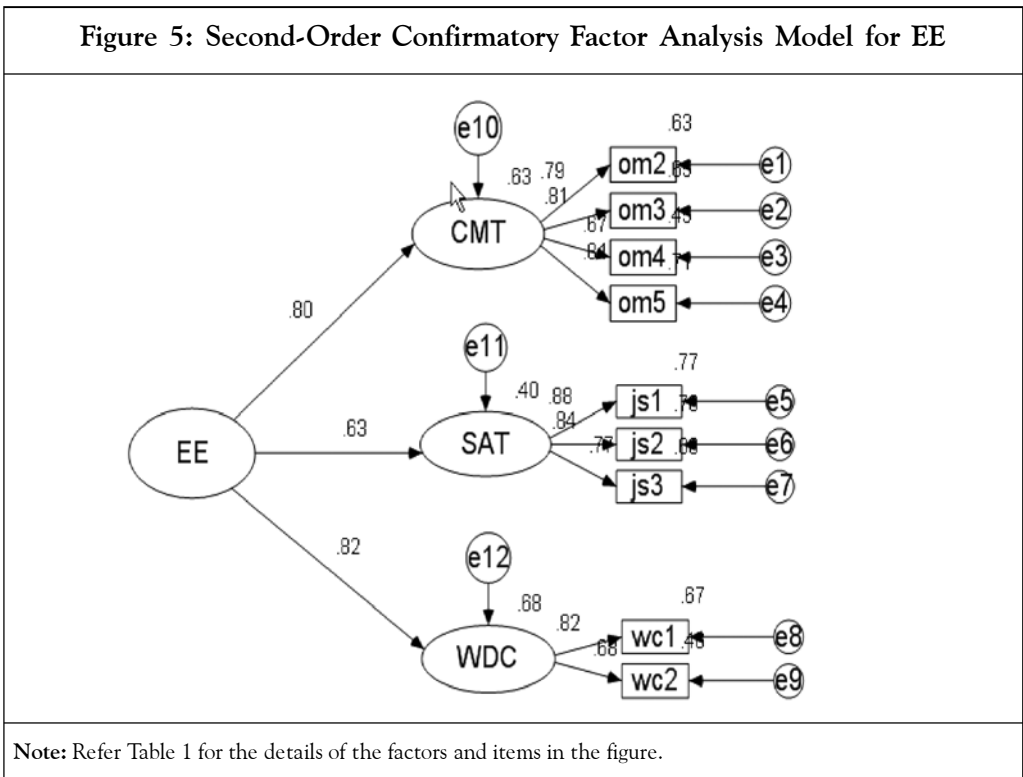 Figure 5: Second-Order Confirmatory Factor Analysis Model for EE
e10
.63
.63 .79
om2
e1
.81
CMT
om3
e2
.67
om4
e3
.80
om5
e4
e11
.77
.40 .88
js1
e5
.84
EE
.63
SAT
js2
e6
.77
js3
e7
.82
e12
.68
.67
.82
wc1
e8
WDC
.68
wc2
e9
Note: Refer Table 1 for the details of the factors and items in the figure.